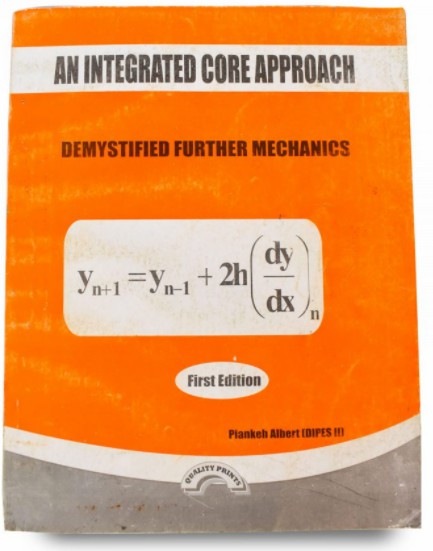 AN INTEGRATED CORE APPROACH
DEMYSTIFIED FURTHER MECHANICS
yₙ₊₁ = yₙ₋₁ + 2h(dy/dx)ₙ
First Edition
Piankeh Albert (DIPES II)
QUALITY PRINTS